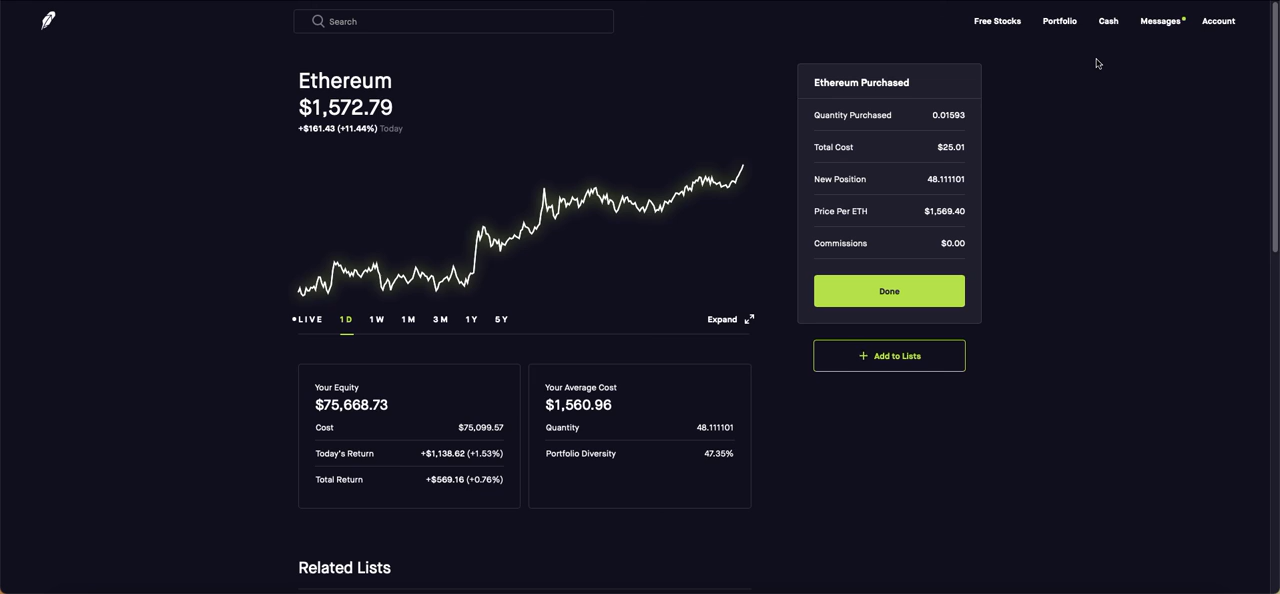 Search
Free Stocks
Portfolio
Cash
Messages
Account
Ethereum
$1,572.79
+$161.43 (+11.44%) Today
LIVE
1D
1W
1M
3M
1Y
5Y
Expand
Your Equity
$75,668.73
Cost $75,099.57
Today's Return +$1,138.62 (+1.53%)
Total Return +$569.16 (+0.76%)
Your Average Cost
$1,560.96
Quantity 48.111101
Portfolio Diversity 47.35%
Related Lists
Ethereum Purchased
Quantity Purchased 0.01593
Total Cost $25.01
New Position 48.111101
Price Per ETH $1,569.40
Commissions $0.00
Done
+ Add to Lists